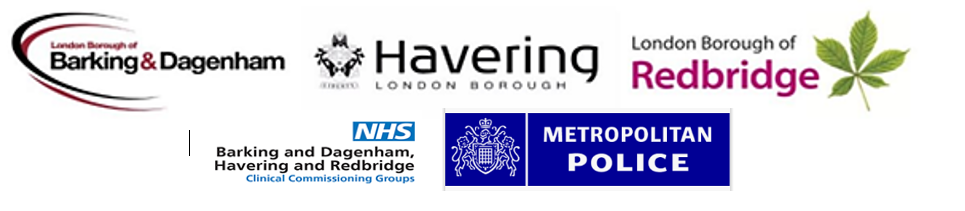 London Borough of
Barking & Dagenham
Havering
LONDON BOROUGH
London Borough of
Redbridge
NHS
Barking and Dagenham,
Havering and Redbridge
Clinical Commissioning Groups
METROPOLITAN
POLICE